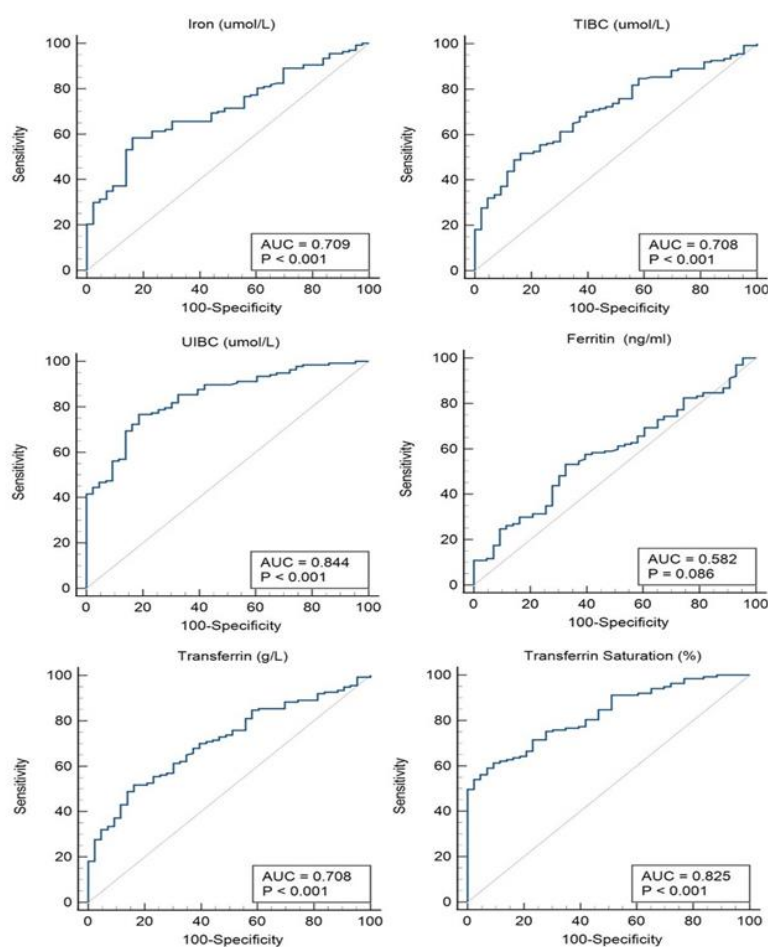 Iron (umol/L)
100
80
60
40
20
0
Sensitivity
AUC = 0.709
P < 0.001
0 20 40 60 80 100
100-Specificity
TIBC (umol/L)
100
80
60
40
20
0
Sensitivity
AUC = 0.708
P < 0.001
0 20 40 60 80 100
100-Specificity
UIBC (umol/L)
100
80
60
40
20
0
Sensitivity
AUC = 0.844
P < 0.001
0 20 40 60 80 100
100-Specificity
Ferritin (ng/ml)
100
80
60
40
20
0
Sensitivity
AUC = 0.582
P = 0.086
0 20 40 60 80 100
100-Specificity
Transferrin (g/L)
100
80
60
40
20
0
Sensitivity
AUC = 0.708
P < 0.001
0 20 40 60 80 100
100-Specificity
Transferrin Saturation (%)
100
80
60
40
20
0
Sensitivity
AUC = 0.825
P < 0.001
0 20 40 60 80 100
100-Specificity